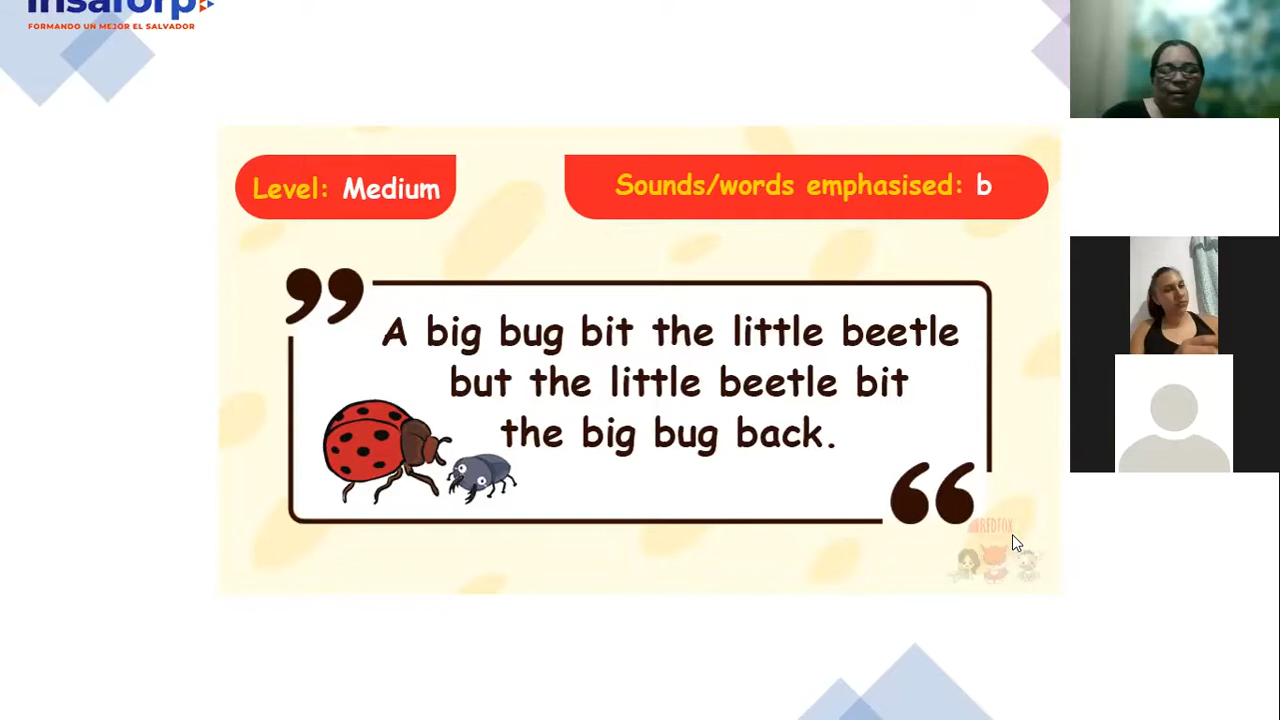 insaforp
FORMANDO UN MEJOR EL SALVADOR
Level: Medium
Sounds/words emphasised: b
A big bug bit the little beetle
but the little beetle bit
the big bug back.
REDFOX